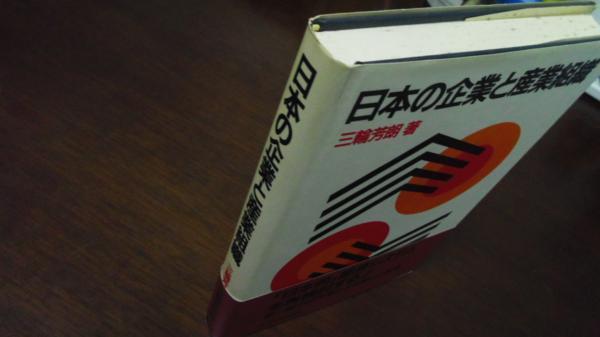 日本の企業と産業組織
三輪芳朗 著
日本の企業と産業組織